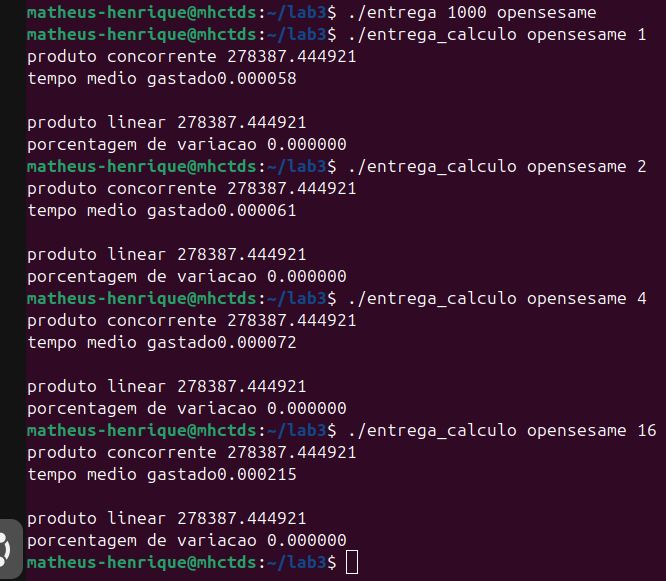 matheus-henrique@mhctds:~/lab3$ ./entrega 1000 opensesame
matheus-henrique@mhctds:~/lab3$ ./entrega_calculo opensesame 1
produto concorrente 278387.444921
tempo medio gastado0.000058
produto linear 278387.444921
porcentagem de variacao 0.000000
matheus-henrique@mhctds:~/lab3$ ./entrega_calculo opensesame 2
produto concorrente 278387.444921
tempo medio gastado0.000061
produto linear 278387.444921
porcentagem de variacao 0.000000
matheus-henrique@mhctds:~/lab3$ ./entrega_calculo opensesame 4
produto concorrente 278387.444921
tempo medio gastado0.000072
produto linear 278387.444921
porcentagem de variacao 0.000000
matheus-henrique@mhctds:~/lab3$ ./entrega_calculo opensesame 16
produto concorrente 278387.444921
tempo medio gastado0.000215
produto linear 278387.444921
porcentagem de variacao 0.000000
matheus-henrique@mhctds:~/lab3$